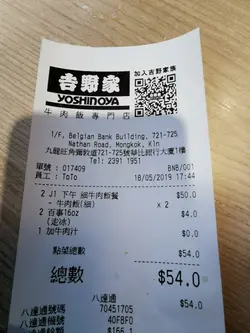 加入吉野家族
吉野家
YOSHINOYA
牛肉飯專門店
1/F, Belgian Bank Building, 721-725
Nathan Road, Mongkok, Kln
九龍旺角彌敦道721-725號華比銀行大廈1樓
Tel: 2391 1951
單號 : 017409 BNB/001
員工 : ToTo 18/05/2019 17:44
2 J1 下午 細牛肉飯餐 $50.0
- 牛肉飯(細) x 2
2 百事16oz $4.0
(走冰)
1 加牛肉汁 $0.0
點菜總數 $54.0
總數 $54.0
八達通 $54.0
八達通號碼 70451705
八達通機號 40FBF0
$166.1